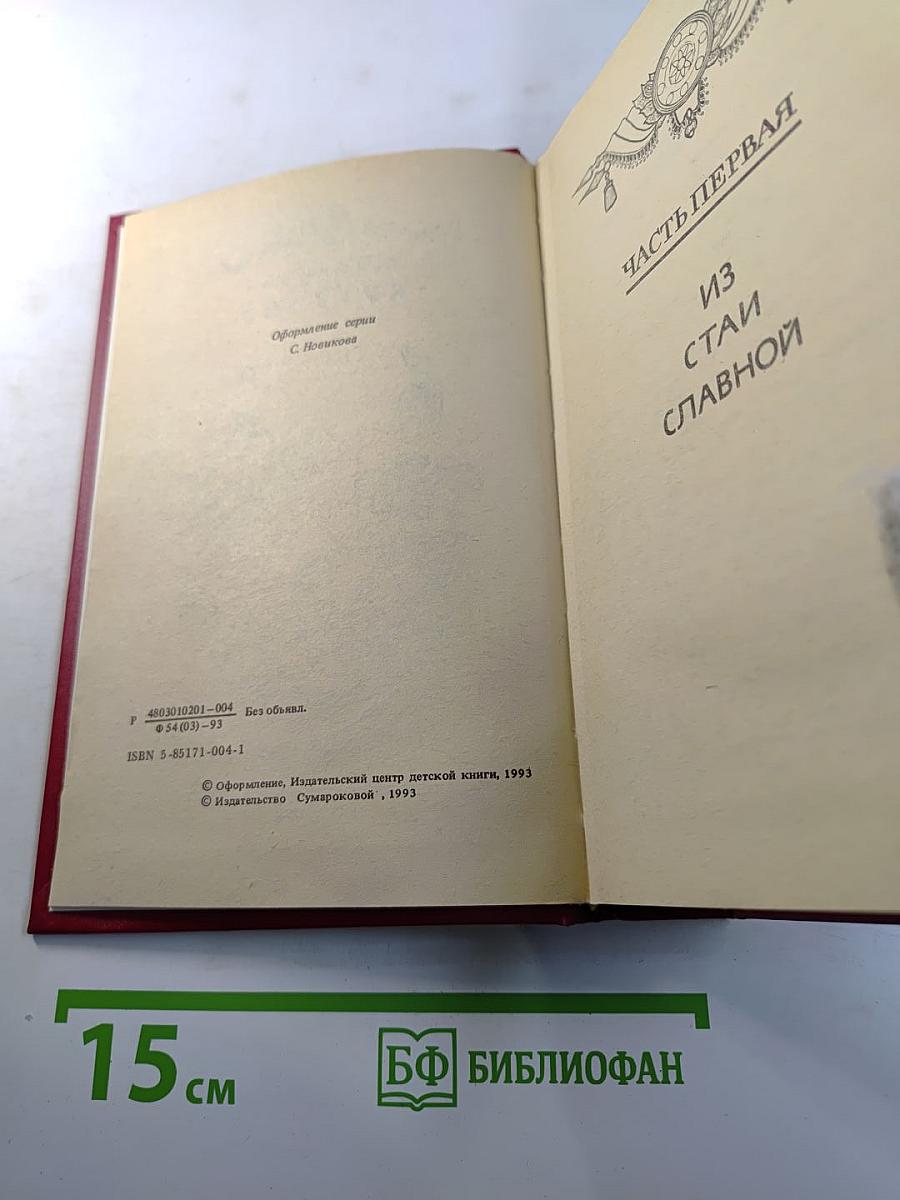 Оформление серии
С. Новикова
Р 4803010201—004 Без объявл.
Ф 54(03)—93
ISBN 5-85171-004-1
© Оформление, Издательский центр детской книги, 1993
© Издательство Сумароковой , 1993
ЧАСТЬ ПЕРВАЯ
ИЗ
СТАИ
СЛАВНОЙ
15 см
БФ БИБЛИОФАН